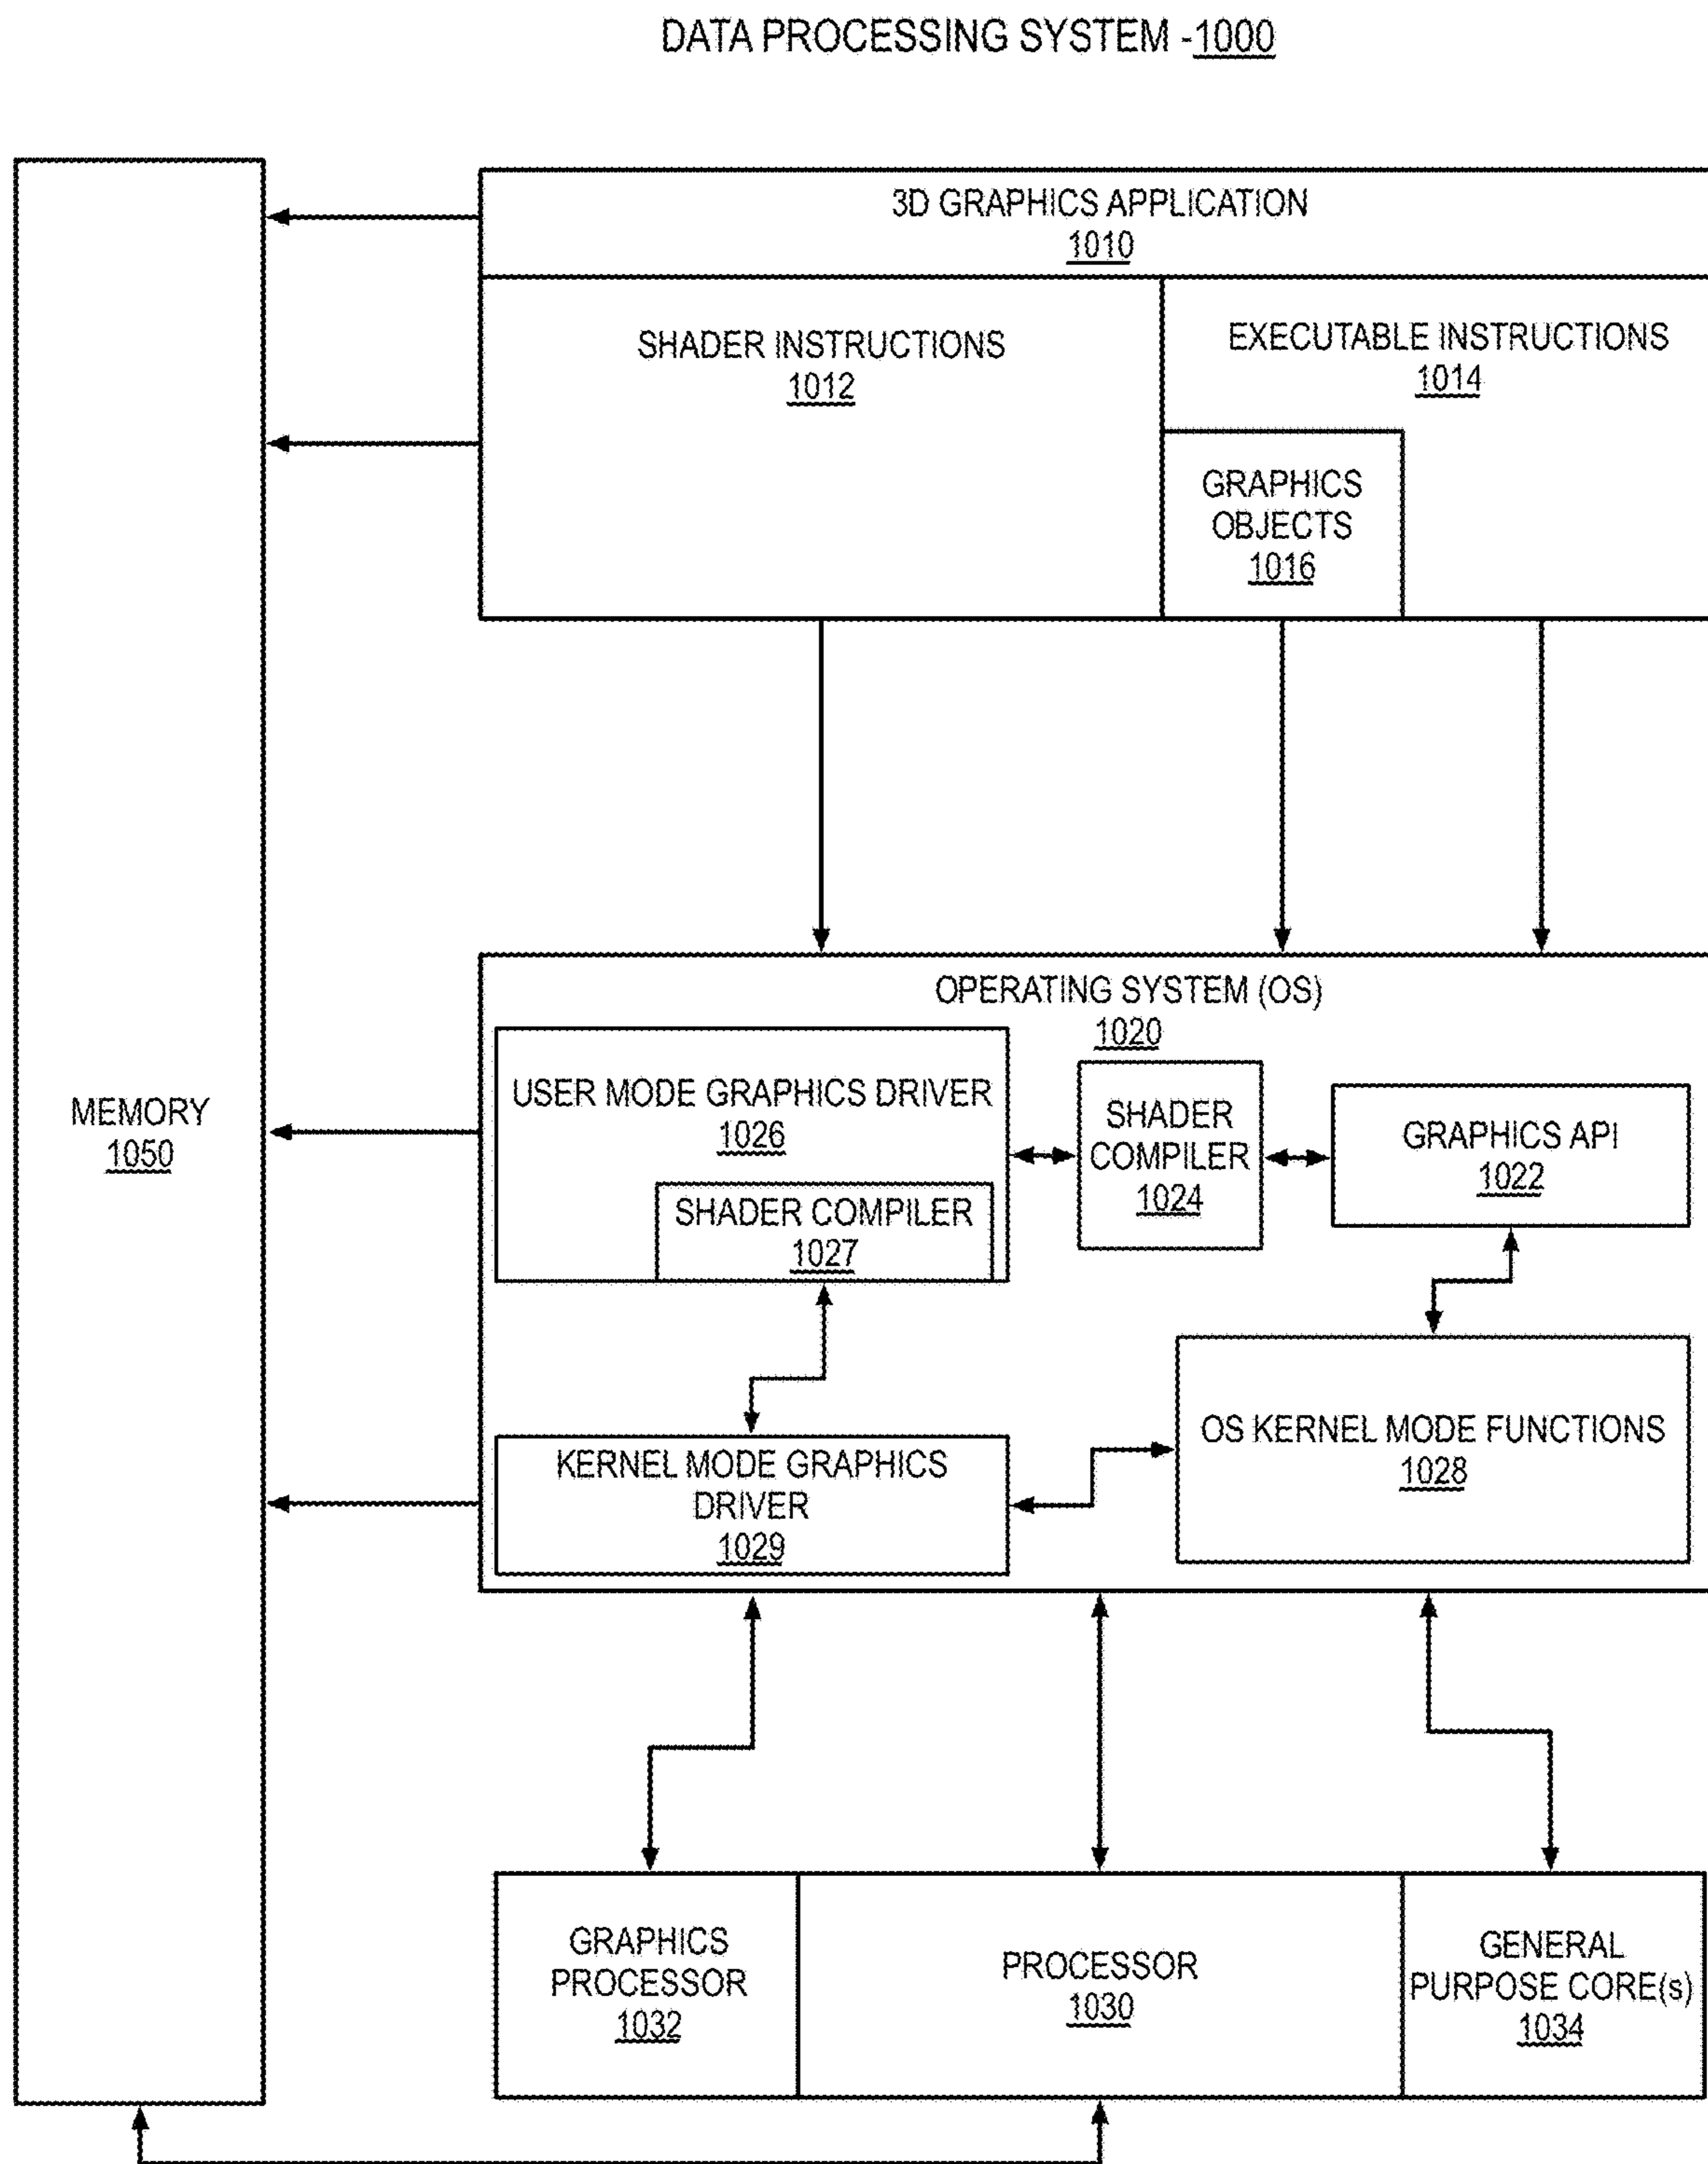 DATA PROCESSING SYSTEM -1000
3D GRAPHICS APPLICATION
1010
SHADER INSTRUCTIONS
1012
EXECUTABLE INSTRUCTIONS
1014
GRAPHICS
OBJECTS
1016
OPERATING SYSTEM (OS)
1020
USER MODE GRAPHICS DRIVER
1026
SHADER COMPILER
1027
SHADER
COMPILER
1024
GRAPHICS API
1022
MEMORY
1050
KERNEL MODE GRAPHICS
DRIVER
1029
OS KERNEL MODE FUNCTIONS
1028
GRAPHICS
PROCESSOR
1032
PROCESSOR
1030
GENERAL
PURPOSE CORE(s)
1034